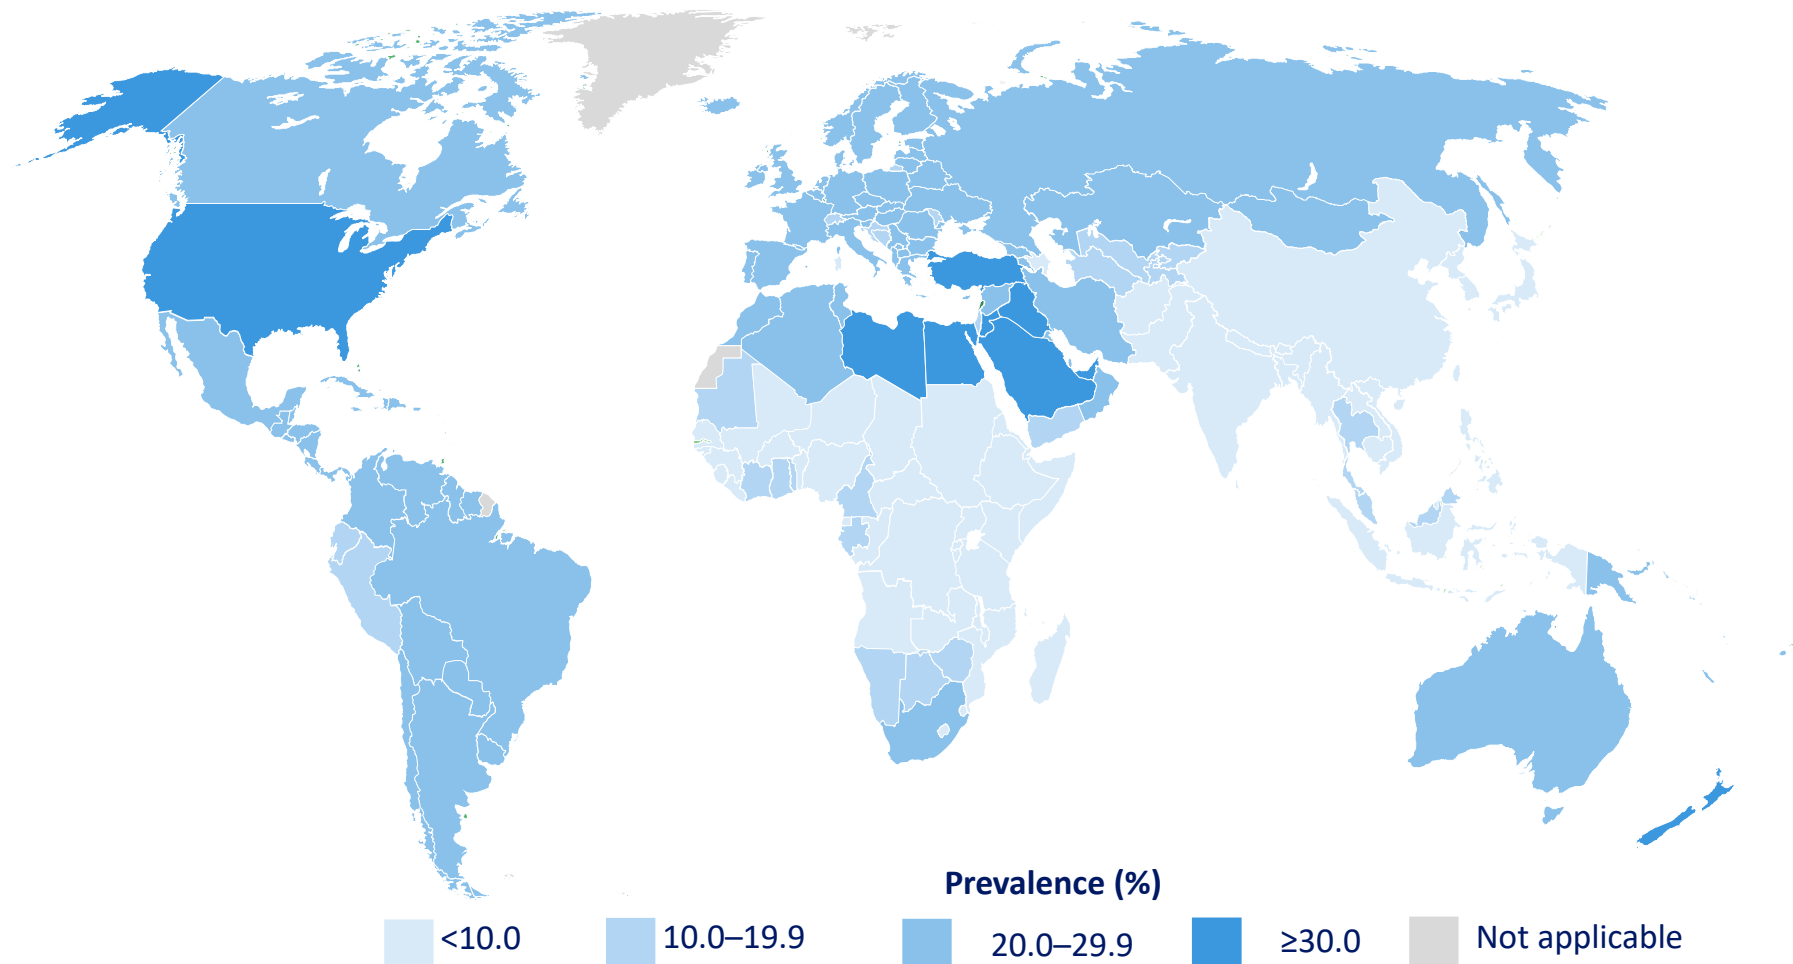 Prevalence (%)
<10.0
10.0–19.9
20.0–29.9
≥30.0
Not applicable